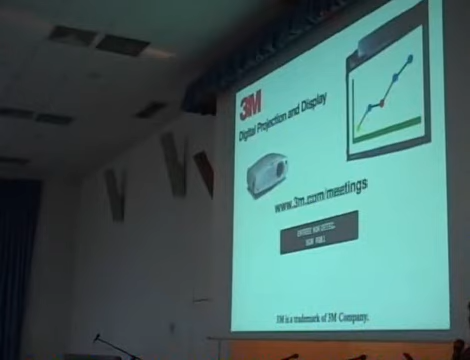 3M
Digital Projection and Display
www.3m.com/meetings
3M is a trademark of 3M Company.